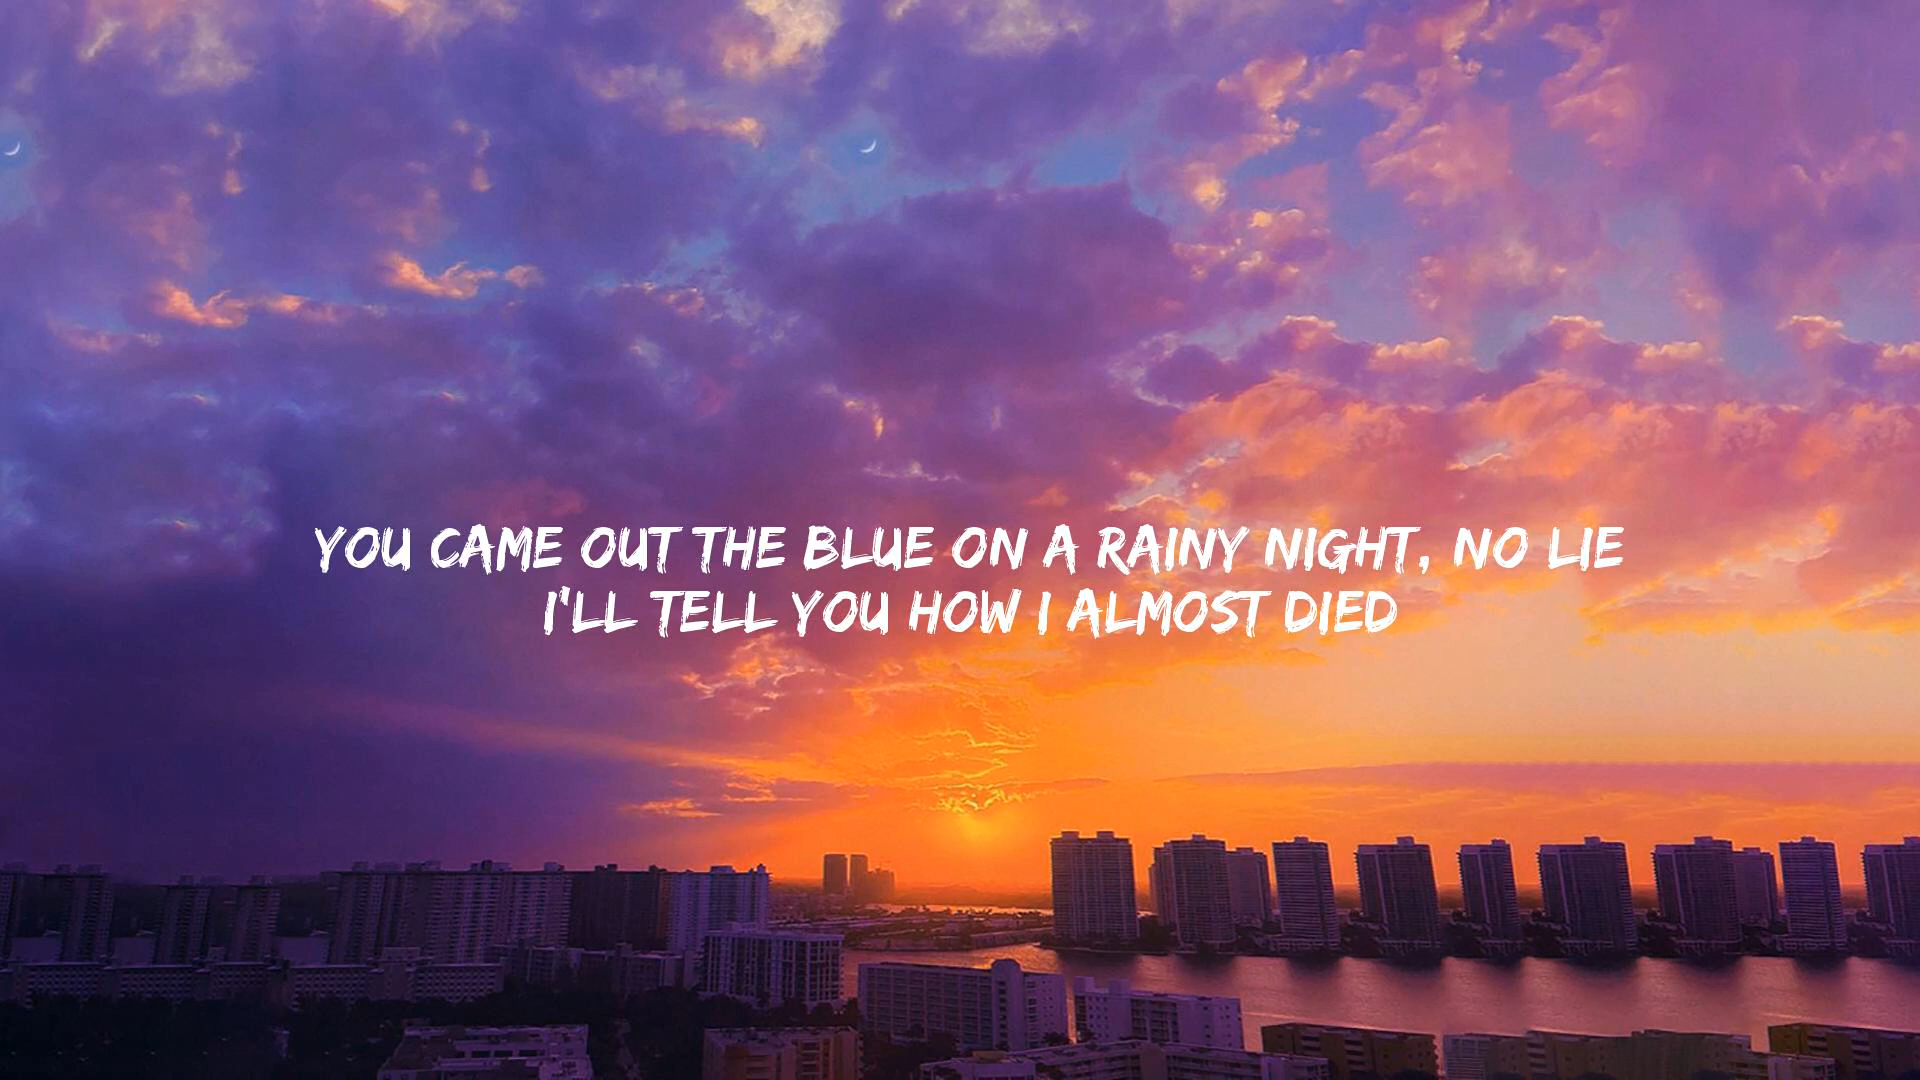 YOU CAME OUT THE BLUE ON A RAINY NIGHT, NO LIE
I'LL TELL YOU HOW I ALMOST DIED